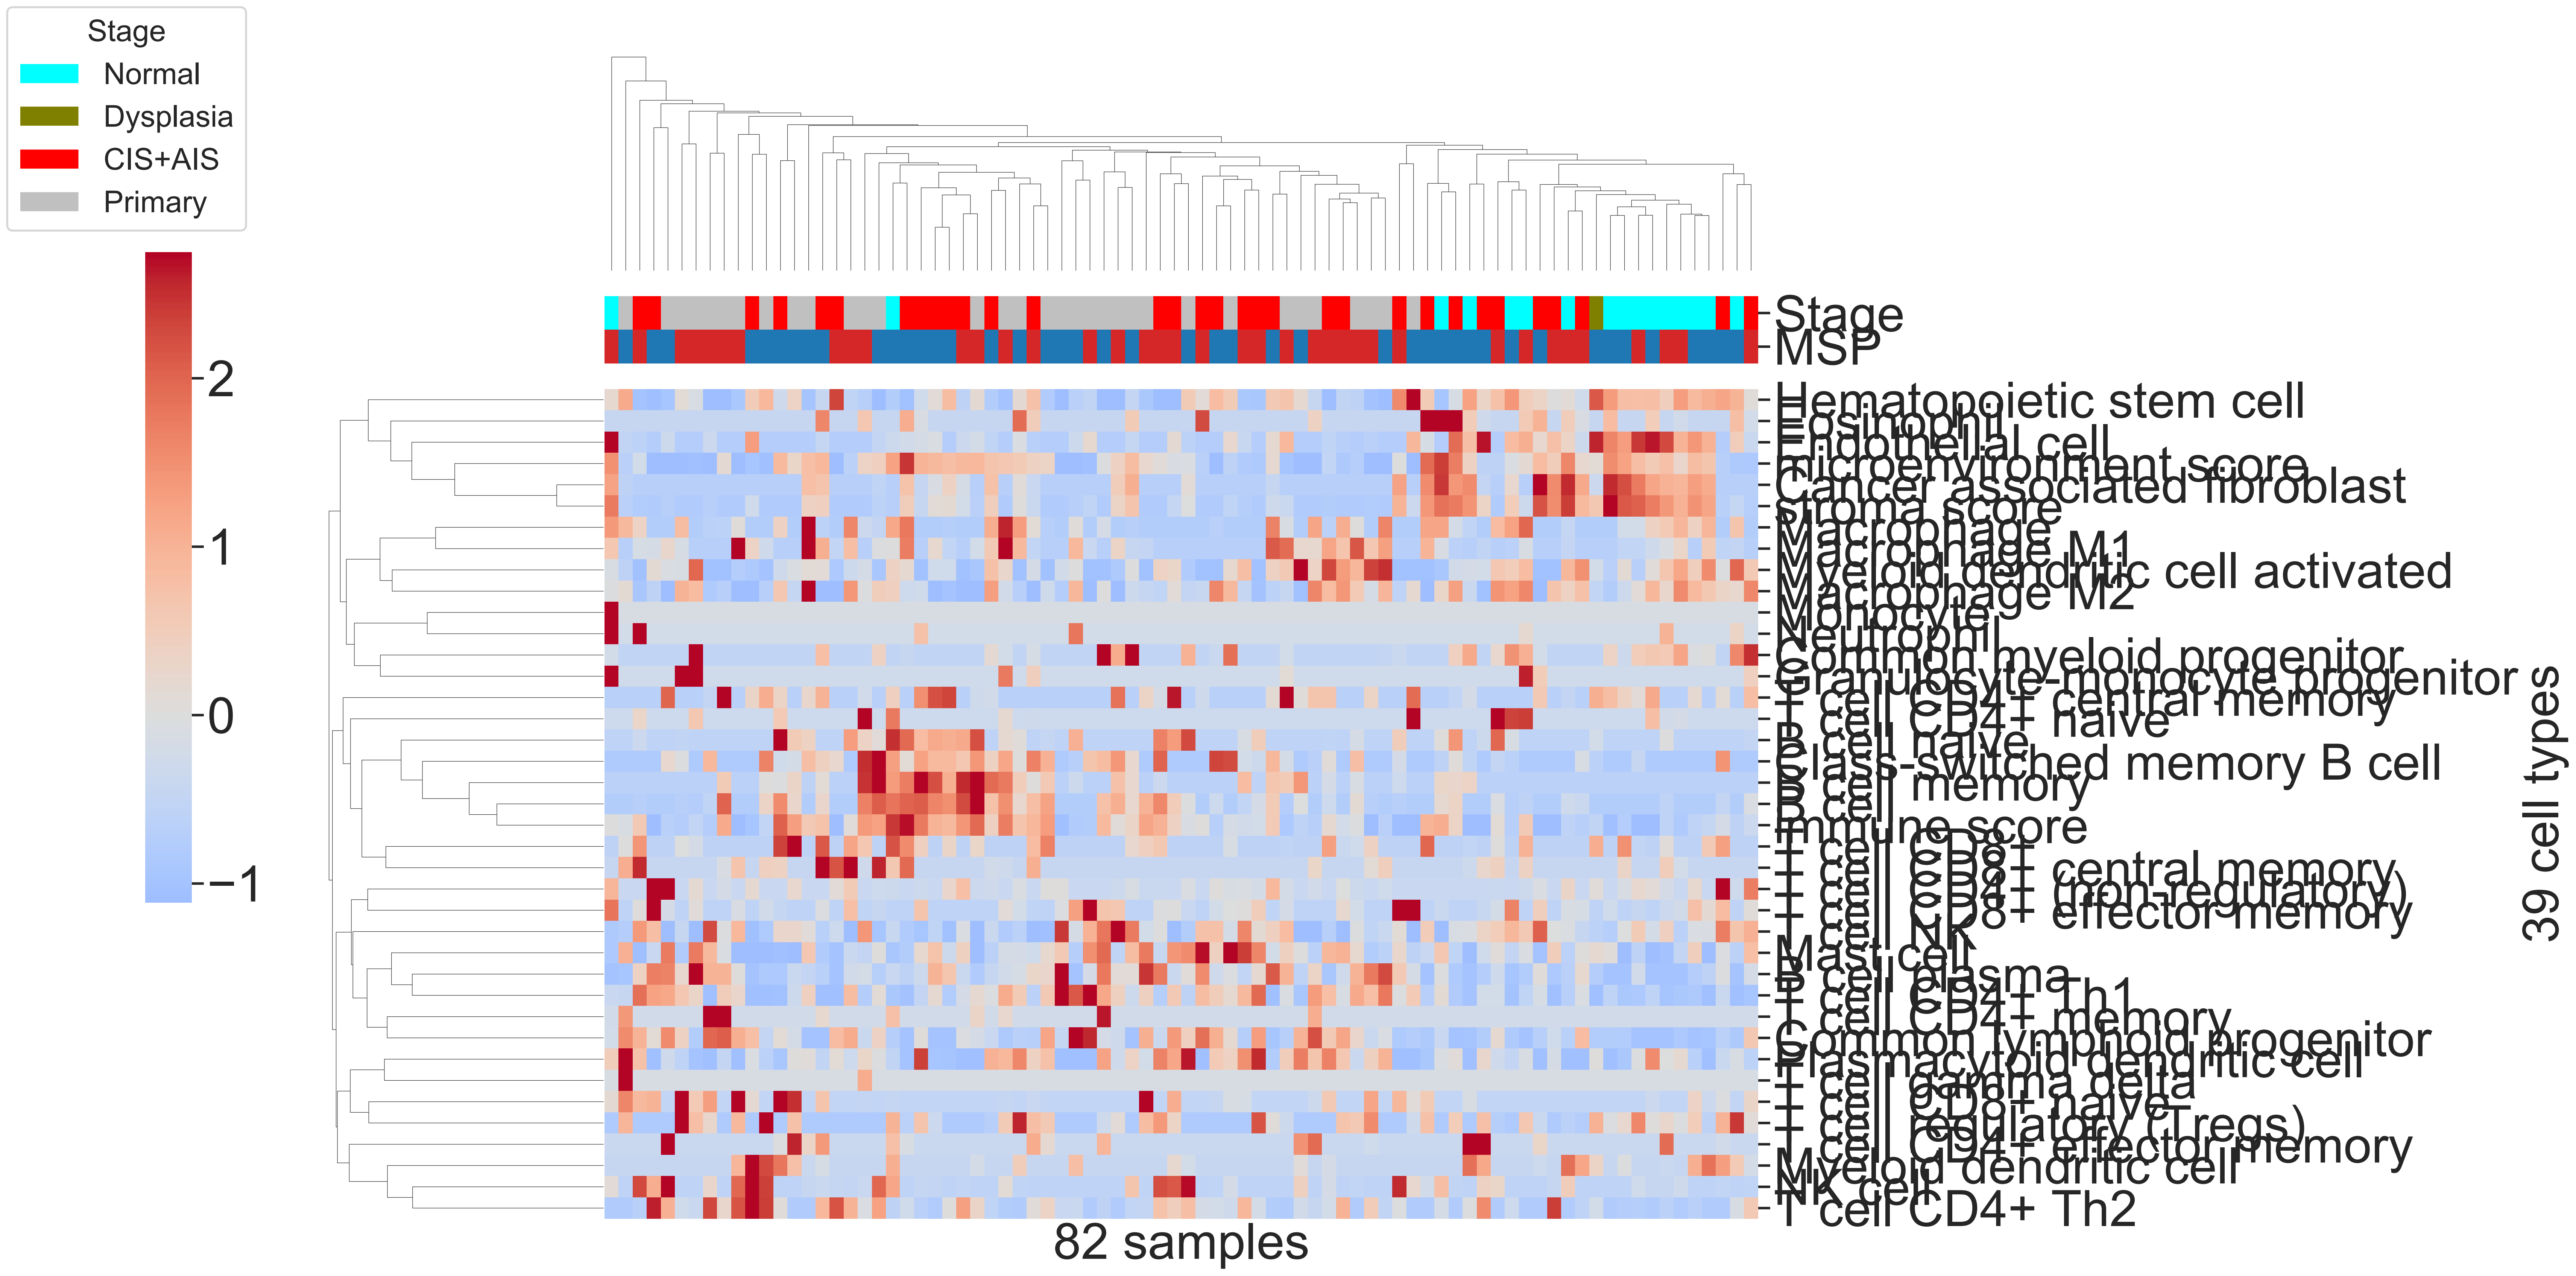 Stage
Normal
Dysplasia
CIS+AIS
Primary
2
1
0
−1
Stage
MSP
Hematopoietic stem cell
Eosinophil
Endothelial cell
microenvironment score
Cancer associated fibroblast
stroma score
Macrophage
Macrophage M1
Myeloid dendritic cell activated
Macrophage M2
Monocyte
Neutrophil
Common myeloid progenitor
Granulocyte-monocyte progenitor
T cell CD4+ central memory
T cell CD4+ naive
B cell naive
Class-switched memory B cell
B cell memory
B cell
immune score
T cell CD8+
T cell CD8+ central memory
T cell CD4+ (non-regulatory)
T cell CD8+ effector memory
T cell NK
Mast cell
B cell plasma
T cell CD4+ Th1
T cell CD4+ memory
Common lymphoid progenitor
Plasmacytoid dendritic cell
T cell gamma delta
T cell CD8+ naive
T cell regulatory (Tregs)
T cell CD4+ effector memory
Myeloid dendritic cell
NK cell
T cell CD4+ Th2
39 cell types
82 samples